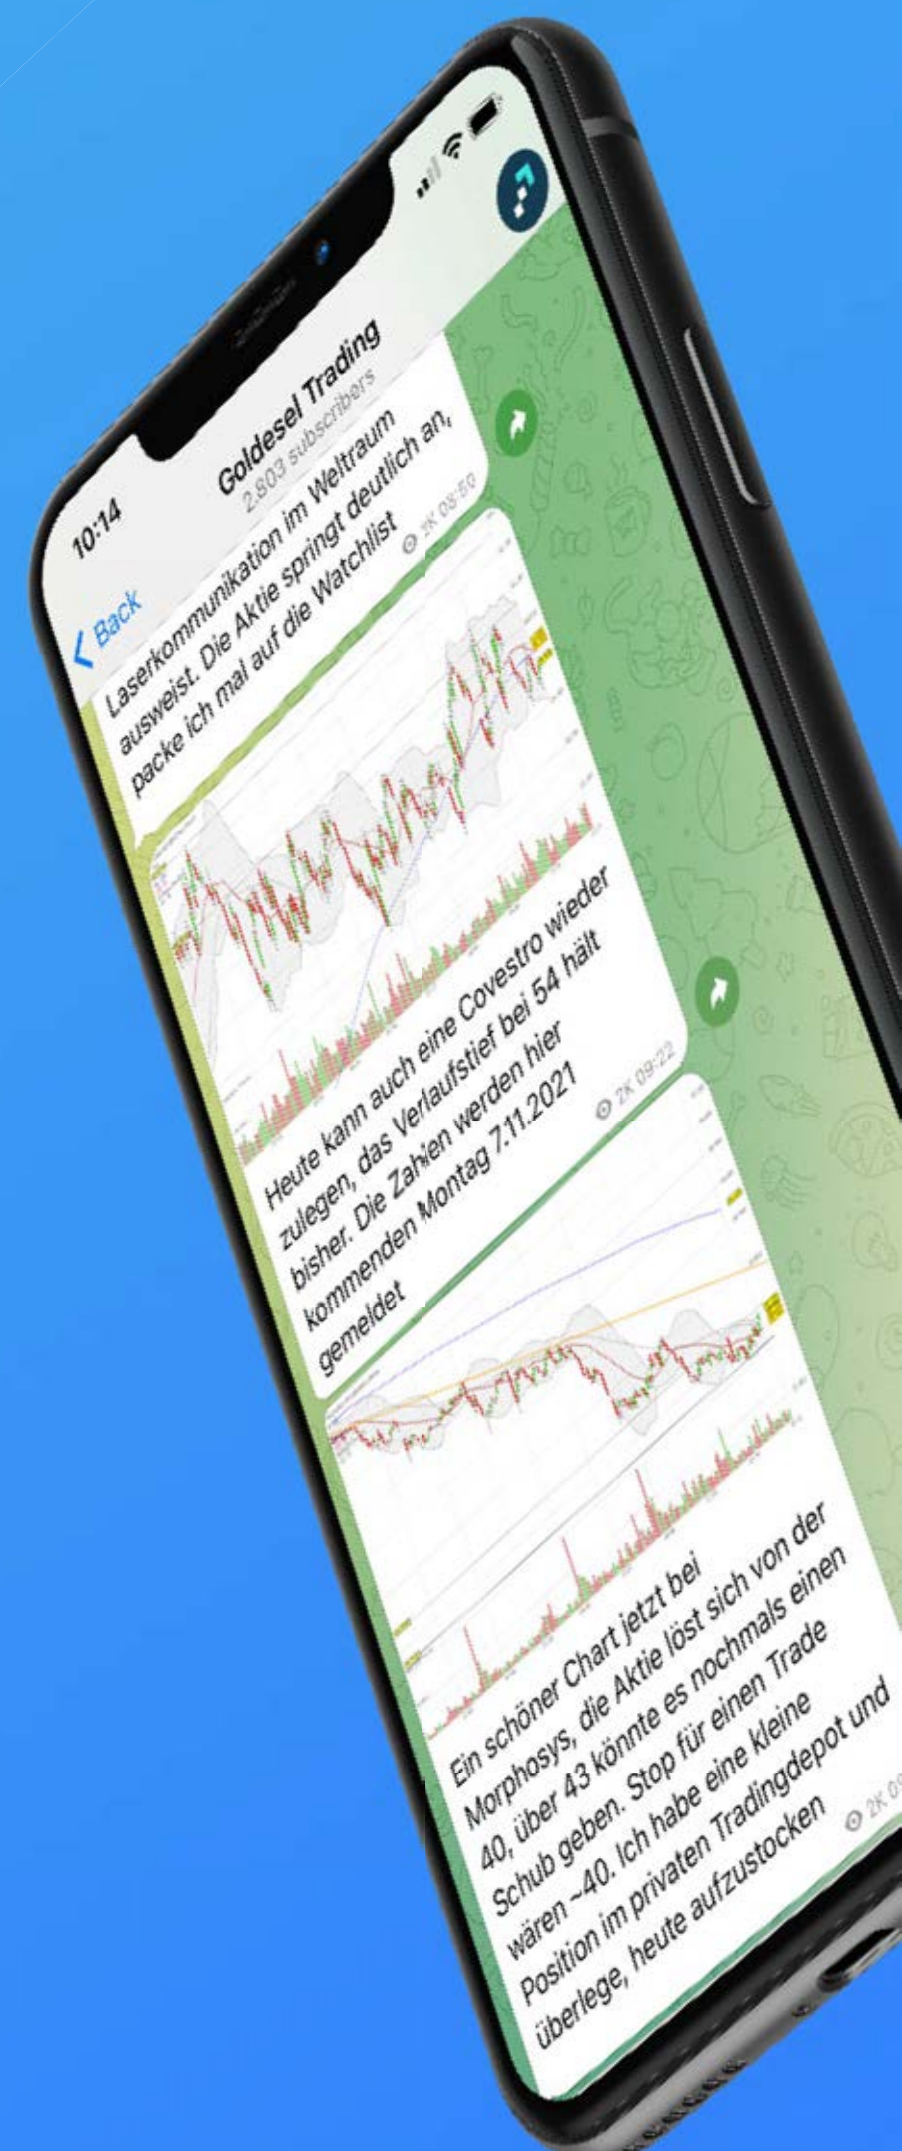 10:14
Back
Goldesel Trading
2.803 subscribers
Laserkommunikation im Weltraum
ausweist. Die Aktie springt deutlich an,
packe ich mal auf die Watchlist
2K 08:50
Heute kann auch eine Covestro wieder
zulegen, das Verlaufstief bei 54 hält
bisher. Die Zahlen werden hier
kommenden Montag 7.11.2021
gemeldet
2K 09:22
Ein schöner Chart jetzt bei
Morphosys, die Aktie löst sich von der
40, über 43 könnte es nochmals einen
Schub geben. Stop für einen Trade
wären ~40. Ich habe eine kleine
Position im privaten Tradingdepot und
überlege, heute aufzustocken
2K